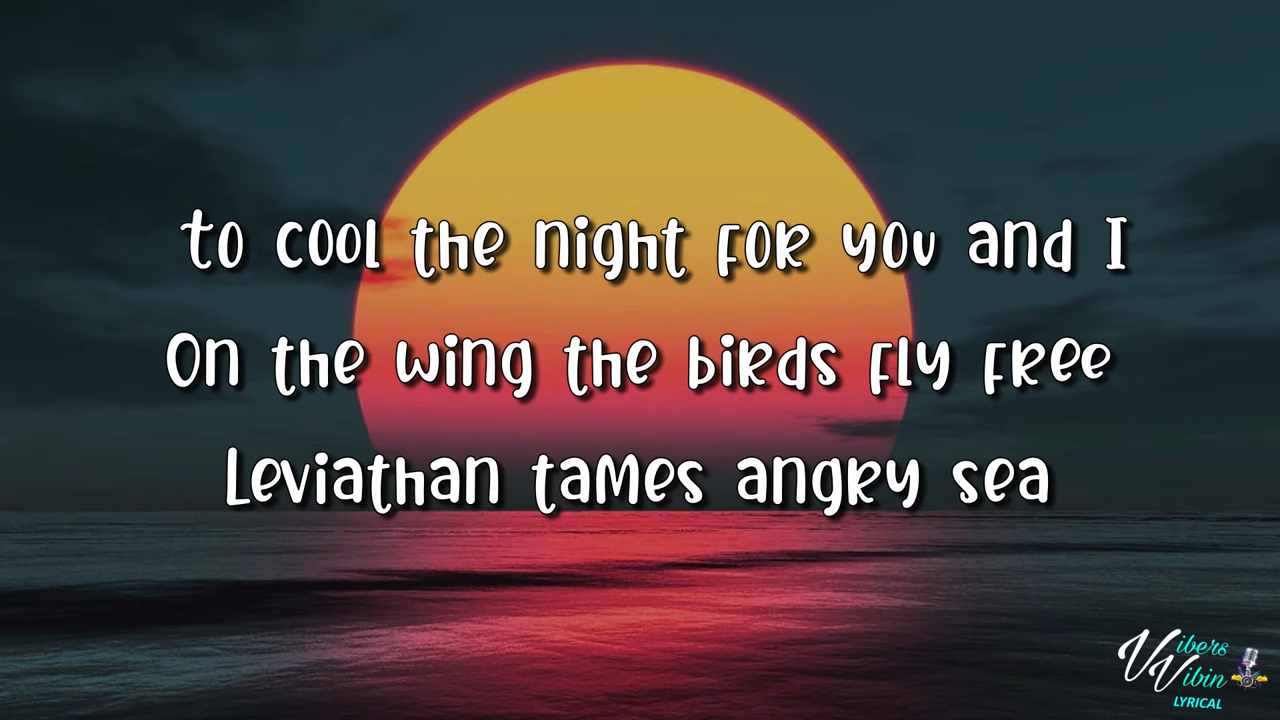 to cool the night for you and I
On the wing the birds fly free
Leviathan tames angry sea
Vibers
Vibin
LYRICAL